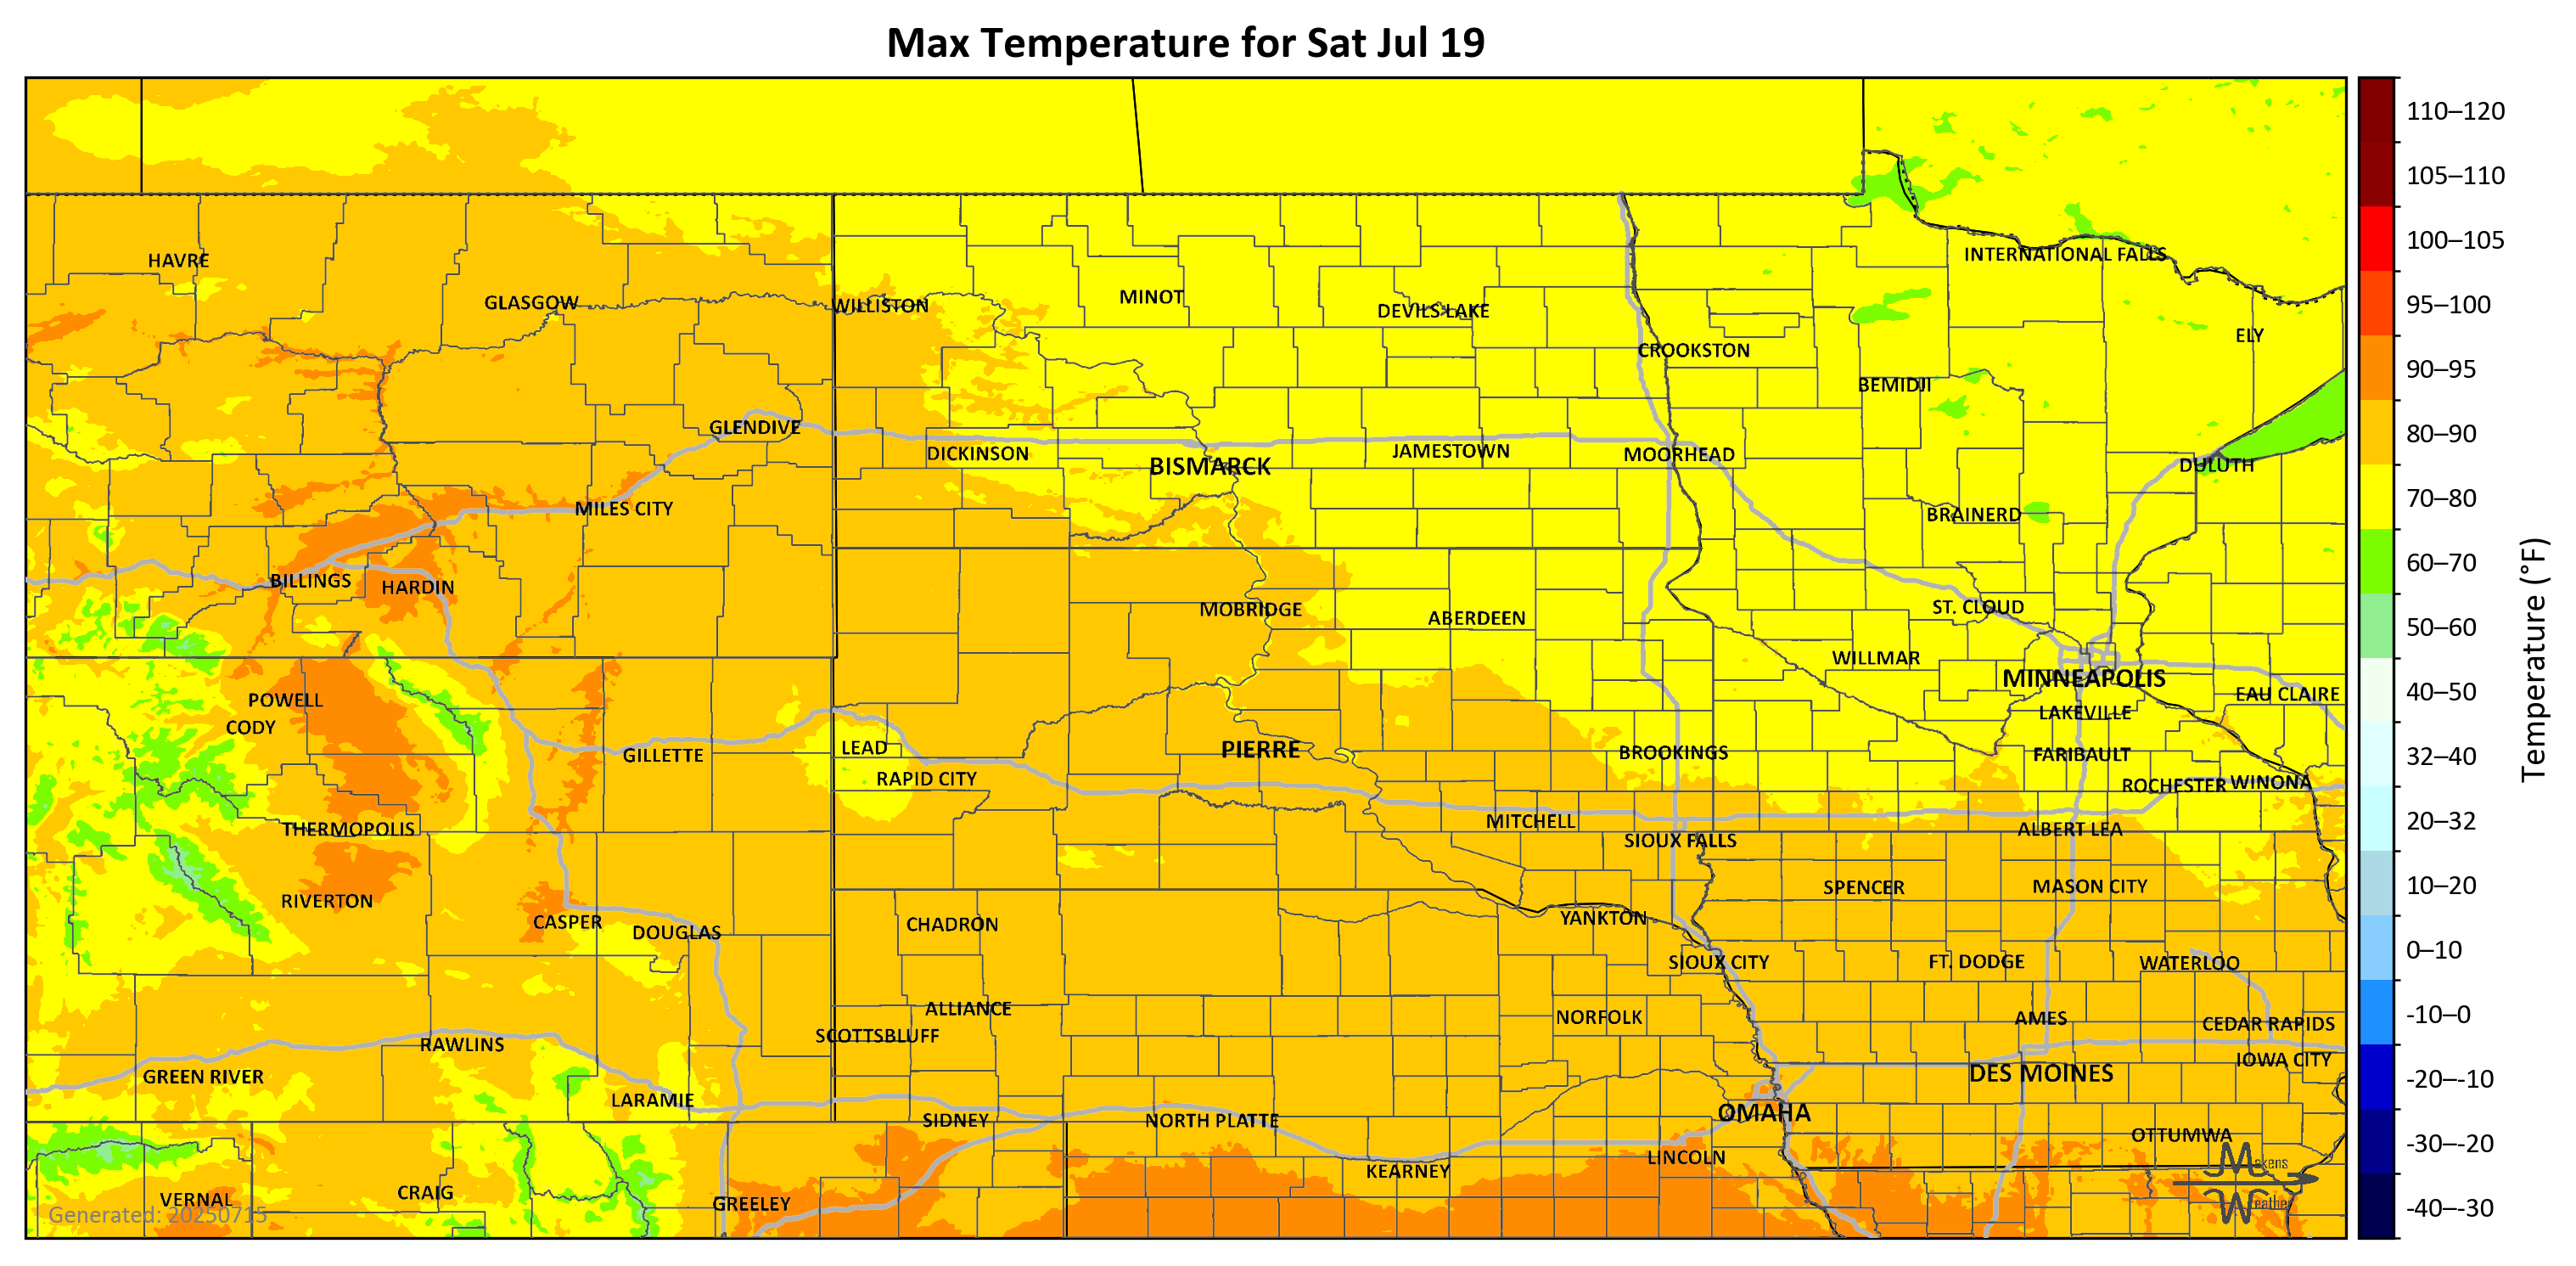 Max Temperature for Sat Jul 19
110–120
105–110
INTERNATIONAL FALLS
100–105
HAVRE
GLASGOW
WILLISTON
MINOT
DEVILS LAKE
95–100
ELY
CROOKSTON
BEMIDJI
90–95
GLENDIVE
DICKINSON
BISMARCK
JAMESTOWN
MOORHEAD
DULUTH
80–90
MILES CITY
BRAINERD
70–80
BILLINGS
HARDIN
60–70
MOBRIDGE
ABERDEEN
ST. CLOUD
50–60
WILLMAR
MINNEAPOLIS
POWELL
CODY
EAU CLAIRE
40–50
LAKEVILLE
Temperature (°F)
GILLETTE
LEAD
RAPID CITY
PIERRE
BROOKINGS
FARIBAULT
32–40
ROCHESTER
WINONA
THERMOPOLIS
MITCHELL
SIOUX FALLS
ALBERT LEA
20–32
RIVERTON
SPENCER
MASON CITY
10–20
CASPER
DOUGLAS
CHADRON
YANKTON
SIOUX CITY
FT. DODGE
WATERLOO
0–10
ALLIANCE
SCOTTSBLUFF
NORFOLK
AMES
CEDAR RAPIDS
-10–0
RAWLINS
GREEN RIVER
IOWA CITY
DES MOINES
-20–-10
LARAMIE
SIDNEY
NORTH PLATTE
OMAHA
OTTUMWA
-30–-20
KEARNEY
LINCOLN
Makens
VERNAL
CRAIG
GREELEY
Weather
-40–-30
Generated: 20250715